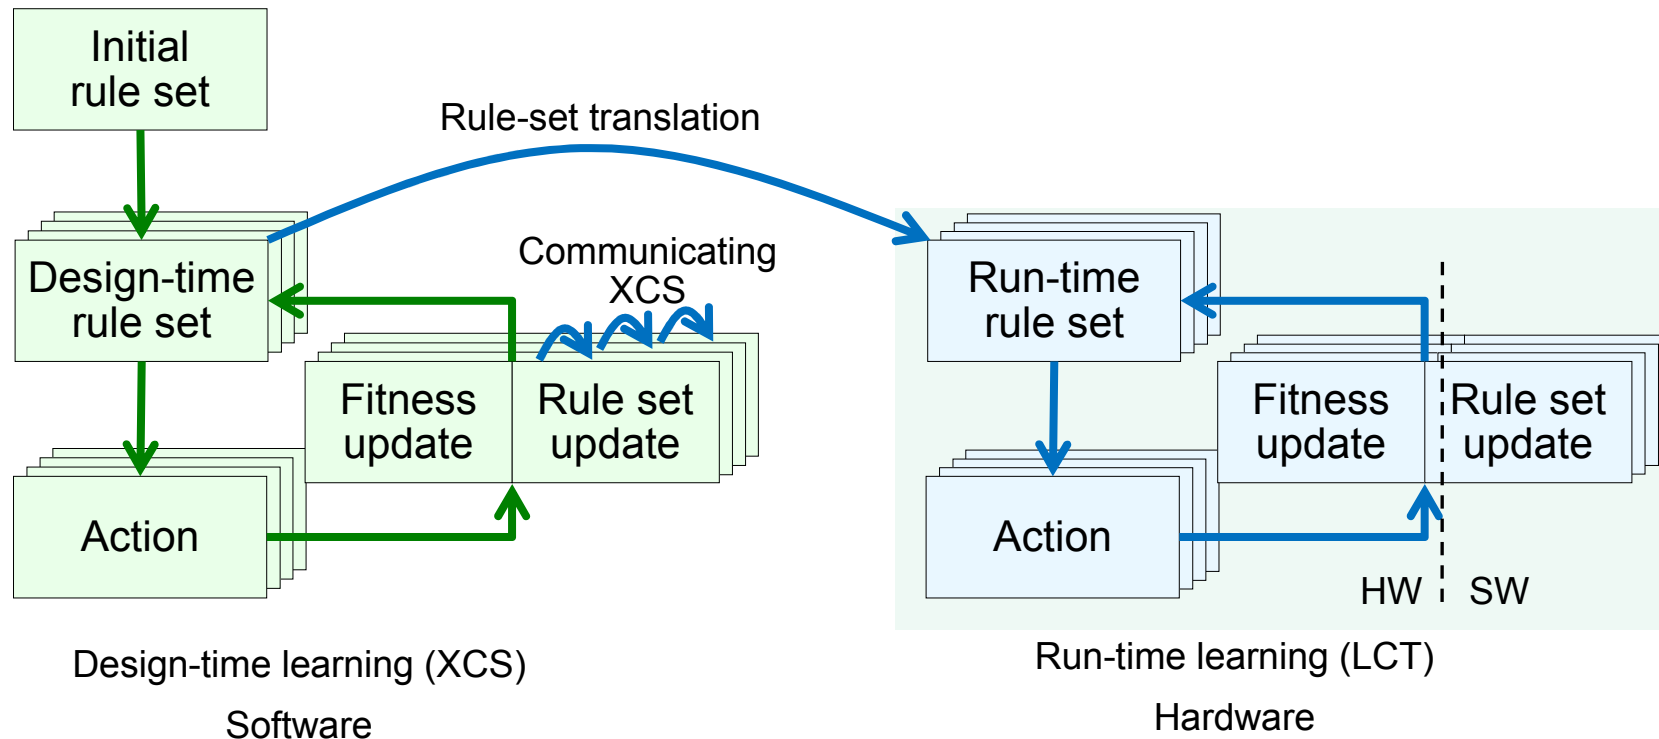 Initial
rule set
Rule-set translation
Design-time
rule set
Communicating
XCS
Fitness
update
Rule set
update
Action
Design-time learning (XCS)
Software
Run-time
rule set
Fitness
update
Rule set
update
Action
HW
SW
Run-time learning (LCT)
Hardware